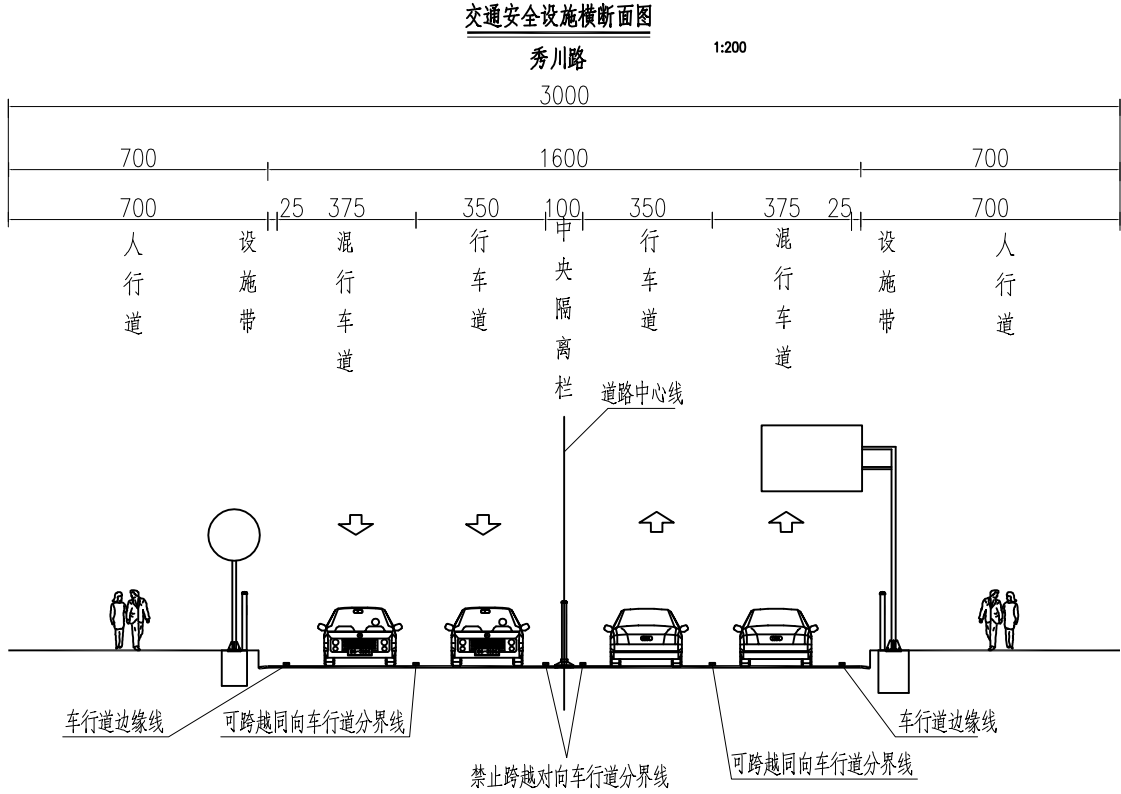 交通安全设施横断面图
秀川路
1:200
3000
700
1600
700
700
25
375
350
100
350
375
25
700
人行道
设施带
混行车道
行车道
中央隔离栏
行车道
混行车道
设施带
人行道
道路中心线
车行道边缘线
可跨越同向车行道分界线
禁止跨越对向车行道分界线
可跨越同向车行道分界线
车行道边缘线